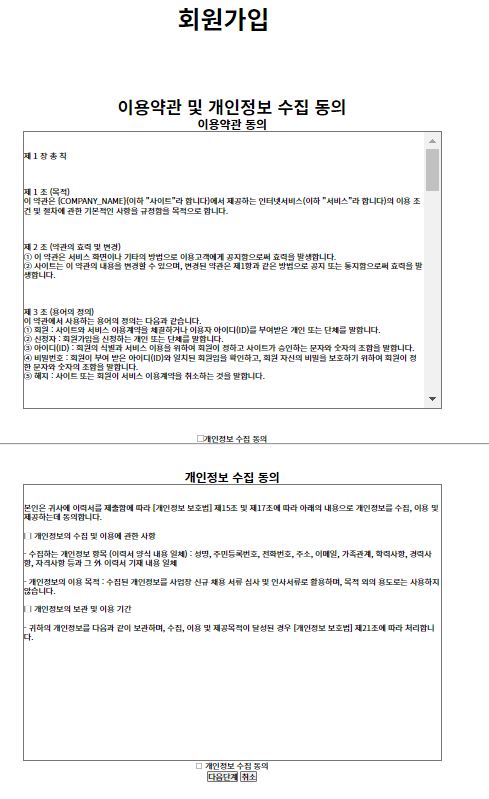 회원가입
이용약관 및 개인정보 수집 동의
이용약관 동의
제 1 장 총 칙
제 1 조 (목적)
이 약관은 {COMPANY_NAME}(이하 "사이트"라 합니다)에서 제공하는 인터넷서비스(이하 "서비스"라 합니다)의 이용 조
건 및 절차에 관한 기본적인 사항을 규정함을 목적으로 합니다.
제 2 조 (약관의 효력 및 변경)
① 이 약관은 서비스 화면이나 기타의 방법으로 이용고객에게 공지함으로써 효력을 발생합니다.
② 사이트는 이 약관의 내용을 변경할 수 있으며, 변경된 약관은 제1항과 같은 방법으로 공지 또는 통지함으로써 효력을 발
생합니다.
제 3 조 (용어의 정의)
이 약관에서 사용하는 용어의 정의는 다음과 같습니다.
① 회원 : 사이트와 서비스 이용계약을 체결하거나 이용자 아이디(ID)를 부여받은 개인 또는 단체를 말합니다.
② 신청자 : 회원가입을 신청하는 개인 또는 단체를 말합니다.
③ 아이디(ID) : 회원의 식별과 서비스 이용을 위하여 회원이 정하고 사이트가 승인하는 문자와 숫자의 조합을 말합니다.
④ 비밀번호 : 회원이 부여 받은 아이디(ID)와 일치된 회원임을 확인하고, 회원 자신의 비밀을 보호하기 위하여 회원이 정
한 문자와 숫자의 조합을 말합니다.
⑤ 해지 : 사이트 또는 회원이 서비스 이용계약을 취소하는 것을 말합니다.
□개인정보 수집 동의
개인정보 수집 동의
본인은 귀사에 이력서를 제출함에 따라 [개인정보 보호법] 제15조 및 제17조에 따라 아래의 내용으로 개인정보를 수집, 이용 및
제공하는데 동의합니다.
□ 개인정보의 수집 및 이용에 관한 사항
- 수집하는 개인정보 항목 (이력서 양식 내용 일체) : 성명, 주민등록번호, 전화번호, 주소, 이메일, 가족관계, 학력사항, 경력사
항, 자격사항 등과 그 外 이력서 기재 내용 일체
- 개인정보의 이용 목적 : 수집된 개인정보를 사업장 신규 채용 서류 심사 및 인사서류로 활용하며, 목적 외의 용도로는 사용하지
않습니다.
□ 개인정보의 보관 및 이용 기간
- 귀하의 개인정보를 다음과 같이 보관하며, 수집, 이용 및 제공목적이 달성된 경우 [개인정보 보호법] 제21조에 따라 처리합니
다.
□ 개인정보 수집 동의
다음단계 취소